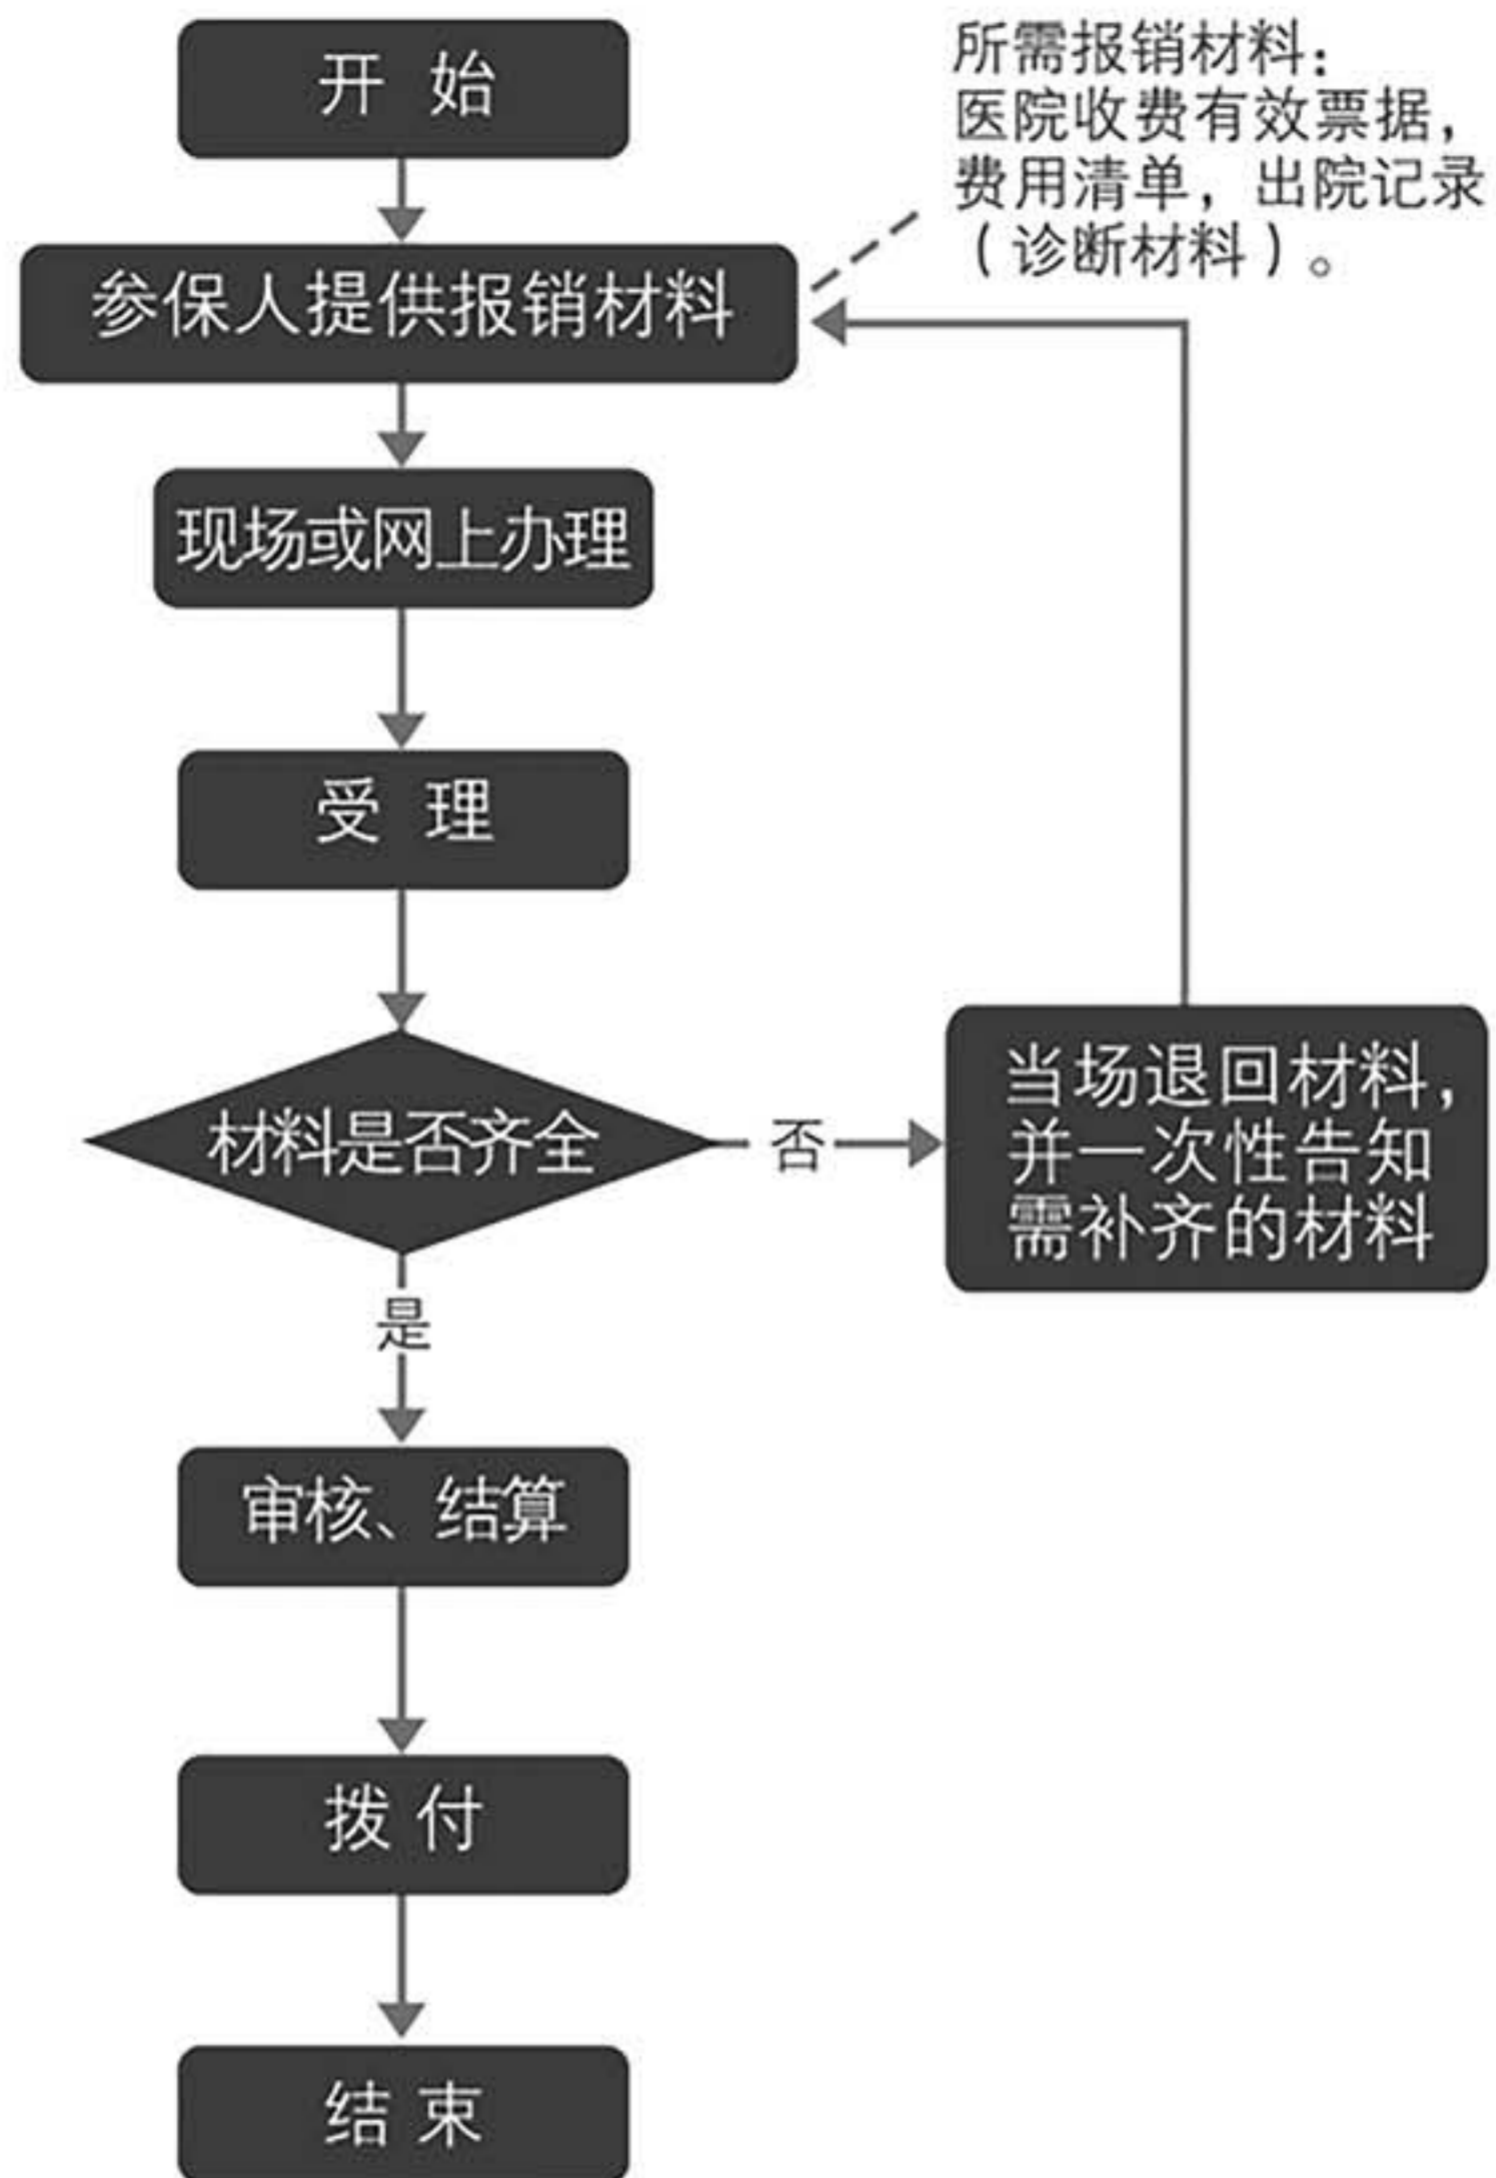 开 始
所需报销材料：
医院收费有效票据，
费用清单，出院记录
（诊断材料）。
参保人提供报销材料
现场或网上办理
受 理
材料是否齐全
否
当场退回材料，
并一次性告知
需补齐的材料
是
审核、结算
拨 付
结 束